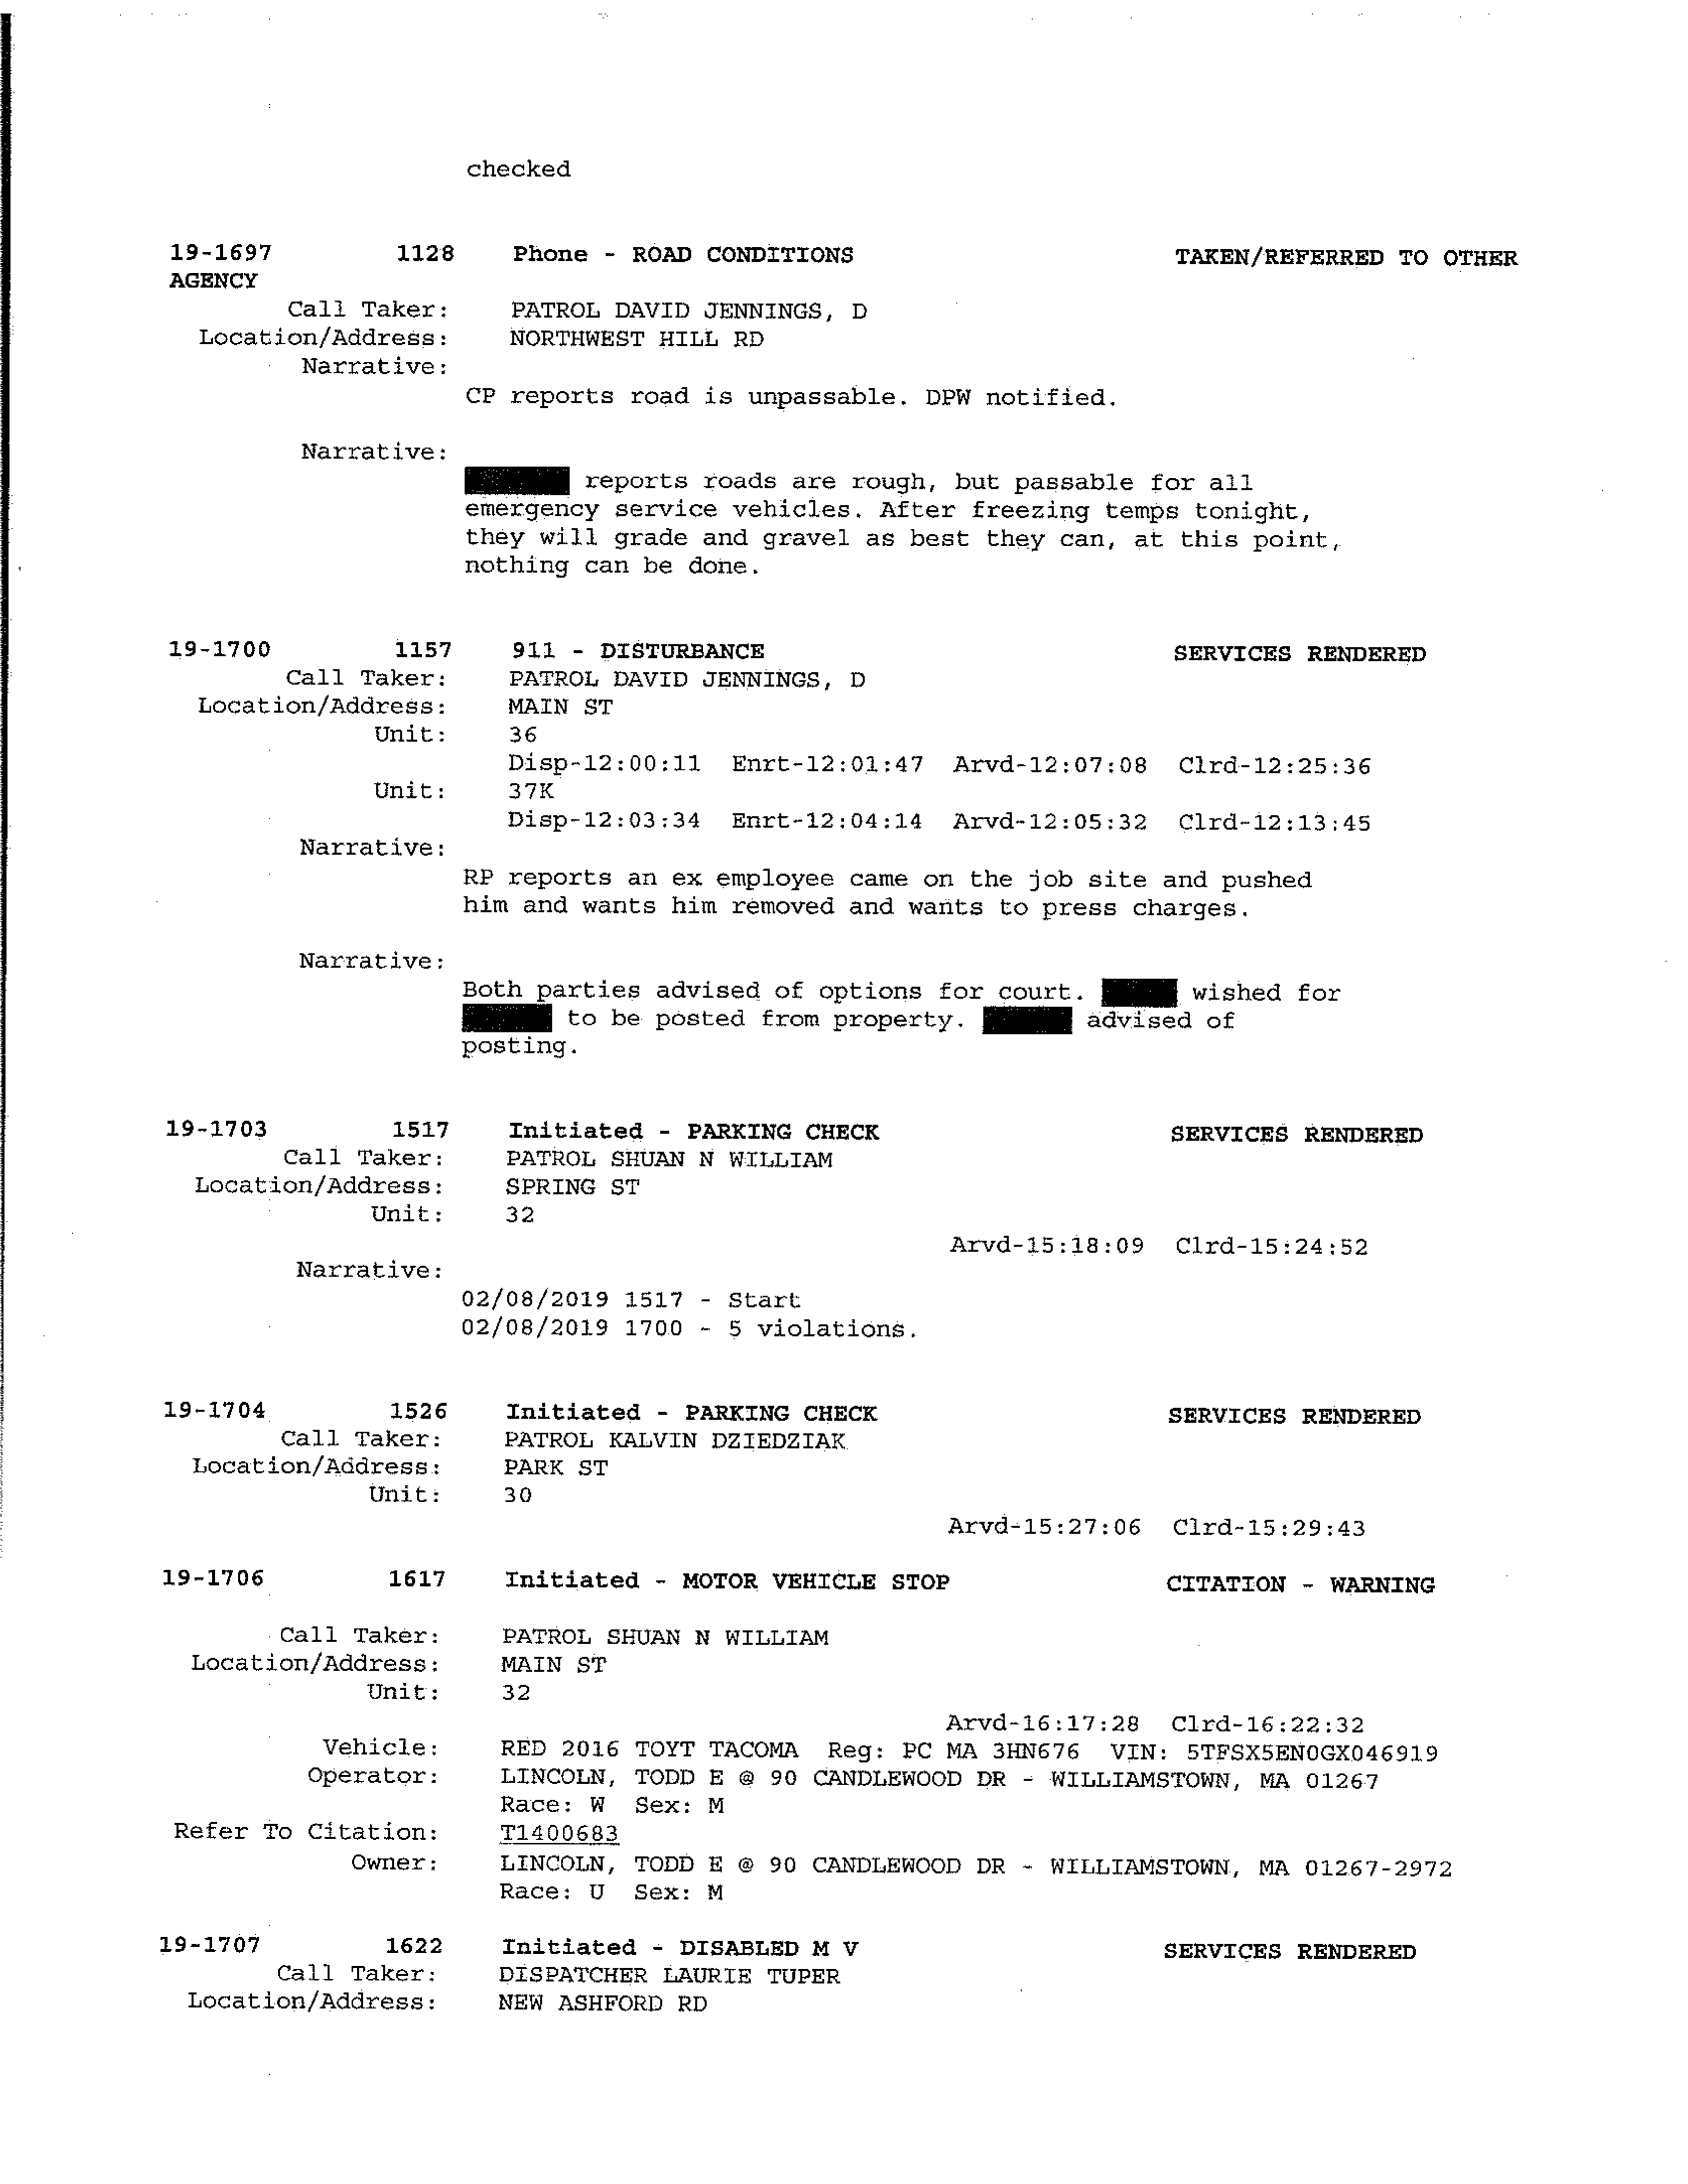 checked
19-1697 1128 Phone - ROAD CONDITIONS TAKEN/REFERRED TO OTHER
AGENCY
Call Taker: PATROL DAVID JENNINGS, D
Location/Address: NORTHWEST HILL RD
Narrative:
CP reports road is unpassable. DPW notified.
Narrative:
reports roads are rough, but passable for all
emergency service vehicles. After freezing temps tonight,
they will grade and gravel as best they can, at this point,
nothing can be done.
19-1700 1157 911 - DISTURBANCE SERVICES RENDERED
Call Taker: PATROL DAVID JENNINGS, D
Location/Address: MAIN ST
Unit: 36
Disp-12:00:11 Enrt-12:01:47 Arvd-12:07:08 Clrd-12:25:36
Unit: 37K
Disp-12:03:34 Enrt-12:04:14 Arvd-12:05:32 Clrd-12:13:45
Narrative:
RP reports an ex employee came on the job site and pushed
him and wants him removed and wants to press charges.
Narrative:
Both parties advised of options for court. wished for
to be posted from property. advised of
posting.
19-1703 1517 Initiated - PARKING CHECK SERVICES RENDERED
Call Taker: PATROL SHUAN N WILLIAM
Location/Address: SPRING ST
Unit: 32
Arvd-15:18:09 Clrd-15:24:52
Narrative:
02/08/2019 1517 - Start
02/08/2019 1700 - 5 violations.
19-1704 1526 Initiated - PARKING CHECK SERVICES RENDERED
Call Taker: PATROL KALVIN DZIEDZIAK
Location/Address: PARK ST
Unit: 30
Arvd-15:27:06 Clrd-15:29:43
19-1706 1617 Initiated - MOTOR VEHICLE STOP CITATION - WARNING
Call Taker: PATROL SHUAN N WILLIAM
Location/Address: MAIN ST
Unit: 32
Arvd-16:17:28 Clrd-16:22:32
Vehicle: RED 2016 TOYT TACOMA Reg: PC MA 3HN676 VIN: 5TFSX5EN0GX046919
Operator: LINCOLN, TODD E @ 90 CANDLEWOOD DR - WILLIAMSTOWN, MA 01267
Race: W Sex: M
Refer To Citation: T1400683
Owner: LINCOLN, TODD E @ 90 CANDLEWOOD DR - WILLIAMSTOWN, MA 01267-2972
Race: U Sex: M
19-1707 1622 Initiated - DISABLED M V SERVICES RENDERED
Call Taker: DISPATCHER LAURIE TUPER
Location/Address: NEW ASHFORD RD